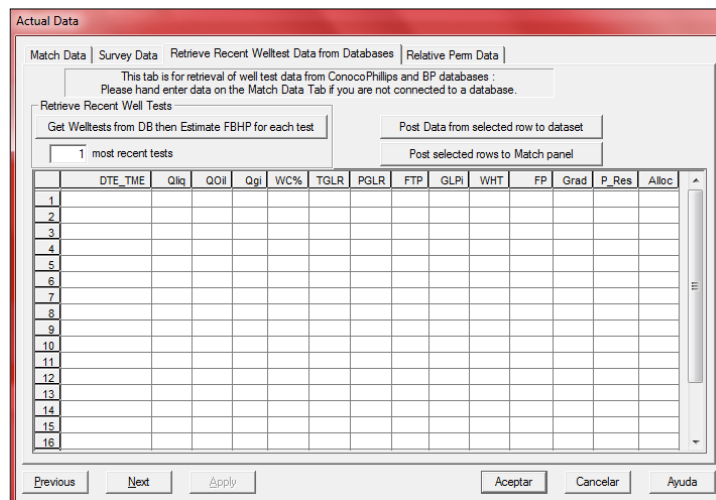 Actual Data
Match Data Survey Data Retrieve Recent Welltest Data from Databases Relative Perm Data
This tab is for retrieval of well test data from ConocoPhillips and BP databases :
Please hand enter data on the Match Data Tab if you are not connected to a database.
Retrieve Recent Well Tests
Get Welltests from DB then Estimate FBHP for each test
Post Data from selected row to dataset
1 most recent tests
Post selected rows to Match panel
DTE_TME Qliq QOil Qgi WC% TGLR PGLR FTP GLPi WHT FP Grad P_Res Alloc
1
2
3
4
5
6
7
8
9
10
11
12
13
14
15
16
Previous Next Apply Aceptar Cancelar Ayuda